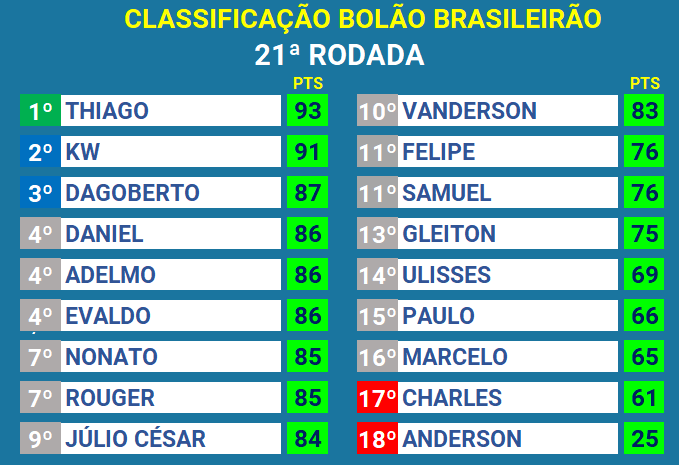 CLASSIFICAÇÃO BOLÃO BRASILEIRÃO
21ª RODADA
PTS
1º THIAGO 93
2º KW 91
3º DAGOBERTO 87
4º DANIEL 86
4º ADELMO 86
4º EVALDO 86
7º NONATO 85
7º ROUGER 85
9º JÚLIO CÉSAR 84
PTS
10º VANDERSON 83
11º FELIPE 76
11º SAMUEL 76
13º GLEITON 75
14º ULISSES 69
15º PAULO 66
16º MARCELO 65
17º CHARLES 61
18º ANDERSON 25